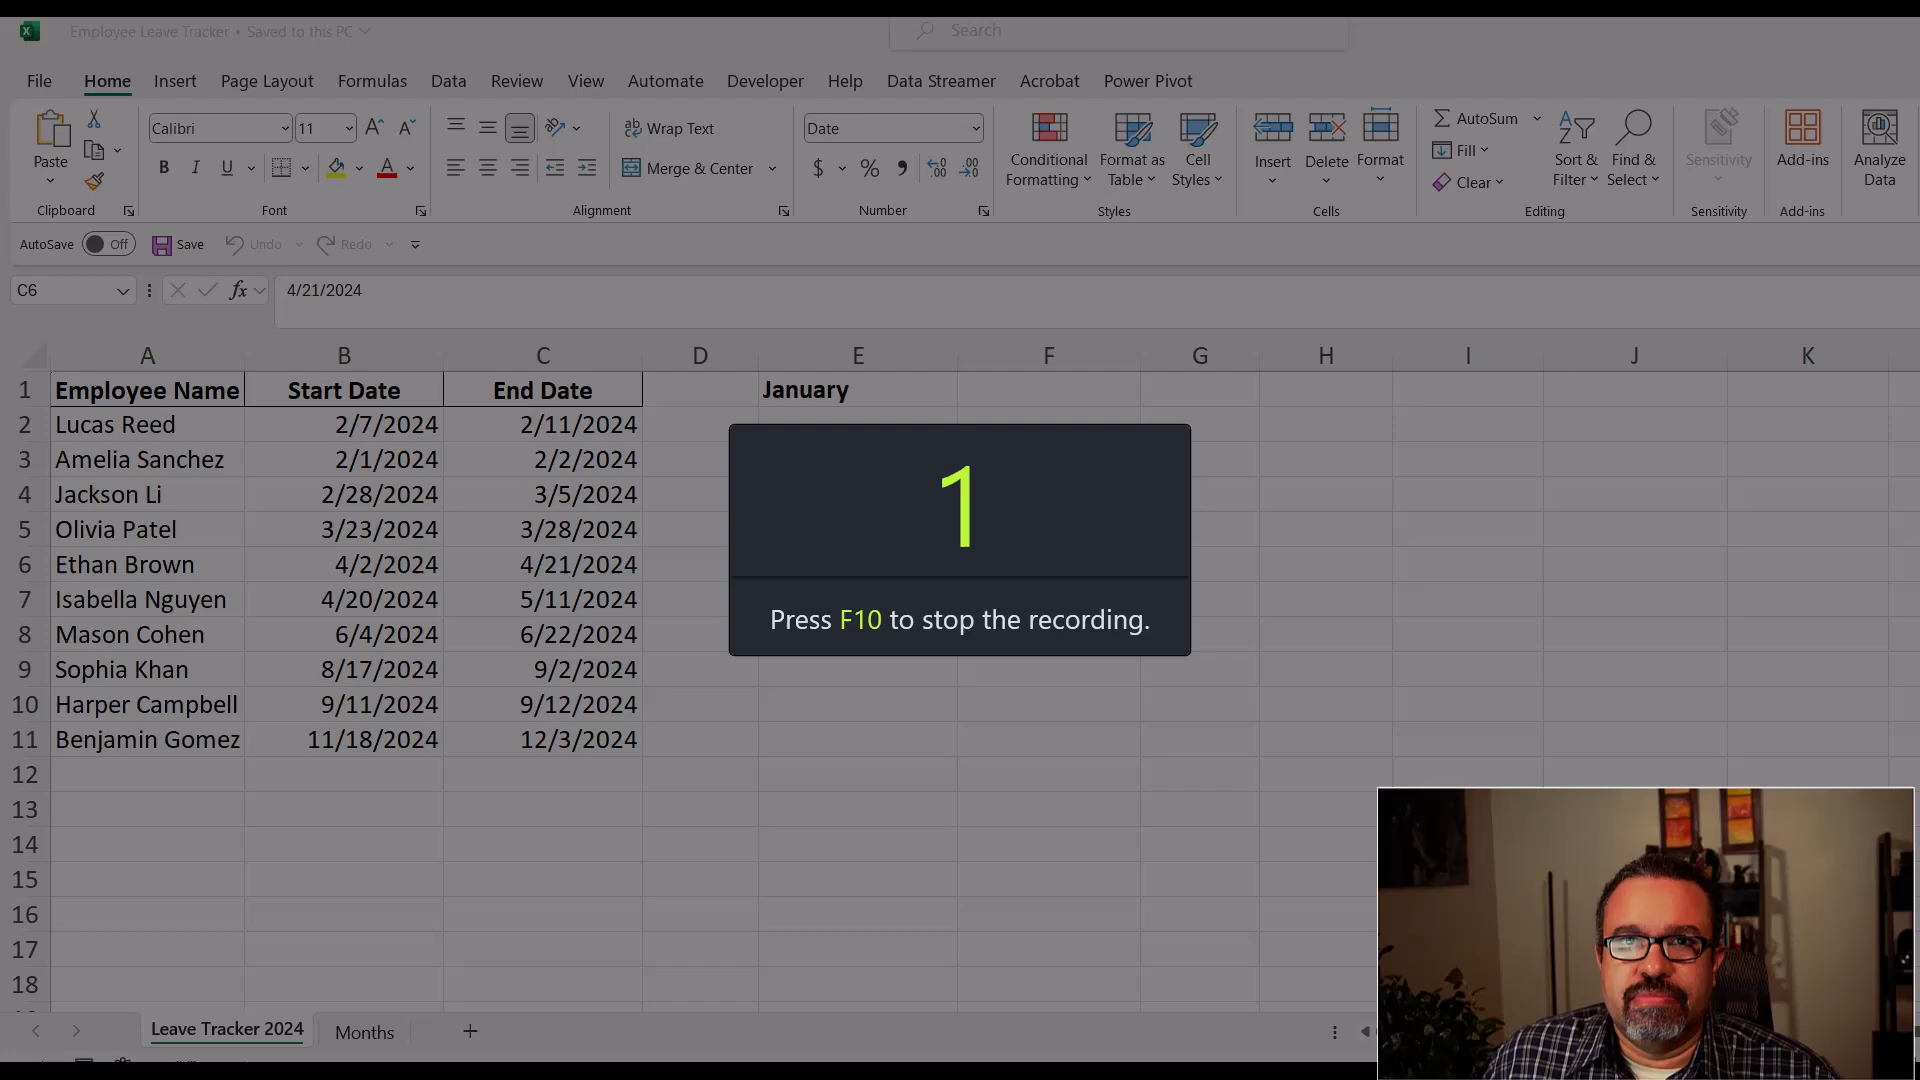 Employee Leave Tracker • Saved to this PC
Search
File Home Insert Page Layout Formulas Data Review View Automate Developer Help Data Streamer Acrobat Power Pivot
Paste
Clipboard
Calibri 11
B I U
Font
Wrap Text
Merge & Center
Alignment
Date
$ %
Number
Conditional Formatting
Format as Table
Cell Styles
Styles
Insert
Delete
Format
Cells
AutoSum
Fill
Clear
Sort & Filter
Find & Select
Editing
Sensitivity
Sensitivity
Add-ins
Add-ins
Analyze Data
AutoSave Off Save Undo Redo
C6 fx 4/21/2024
A B C D E F G H I J K
1 Employee Name Start Date End Date January
2 Lucas Reed 2/7/2024 2/11/2024
3 Amelia Sanchez 2/1/2024 2/2/2024
4 Jackson Li 2/28/2024 3/5/2024
5 Olivia Patel 3/23/2024 3/28/2024
6 Ethan Brown 4/2/2024 4/21/2024
7 Isabella Nguyen 4/20/2024 5/11/2024
8 Mason Cohen 6/4/2024 6/22/2024
9 Sophia Khan 8/17/2024 9/2/2024
10 Harper Campbell 9/11/2024 9/12/2024
11 Benjamin Gomez 11/18/2024 12/3/2024
12
13
14
15
16
17
18
1
Press F10 to stop the recording.
Leave Tracker 2024 Months +